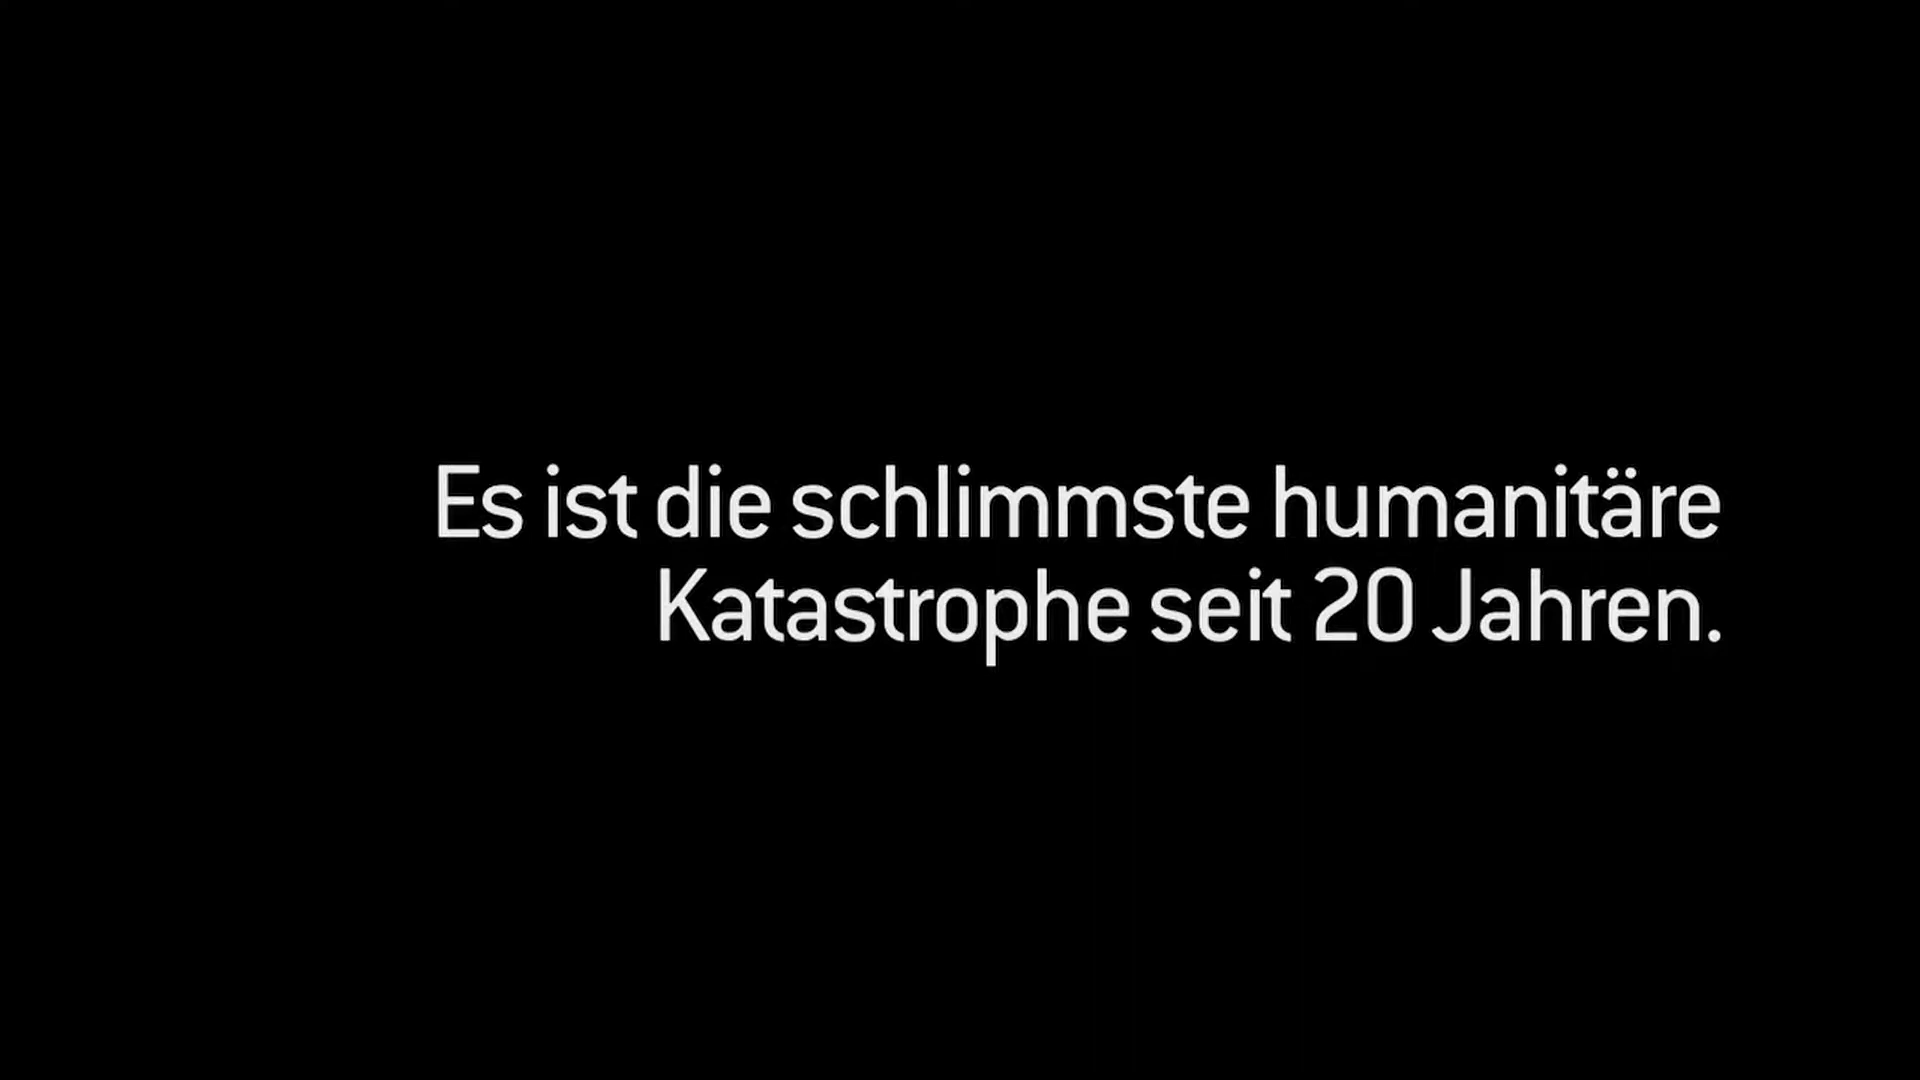 Es ist die schlimmste humanitäre
Katastrophe seit 20 Jahren.